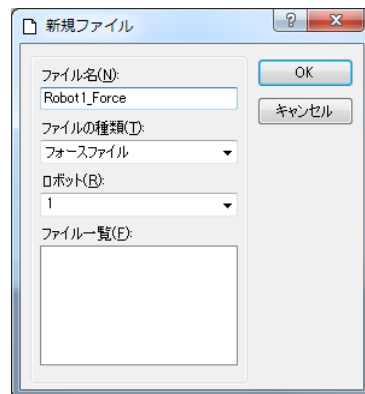 新規ファイル
ファイル名(N):
Robot1_Force
ファイルの種類(T):
フォースファイル
ロボット(R):
1
ファイル一覧(F):
OK
キャンセル